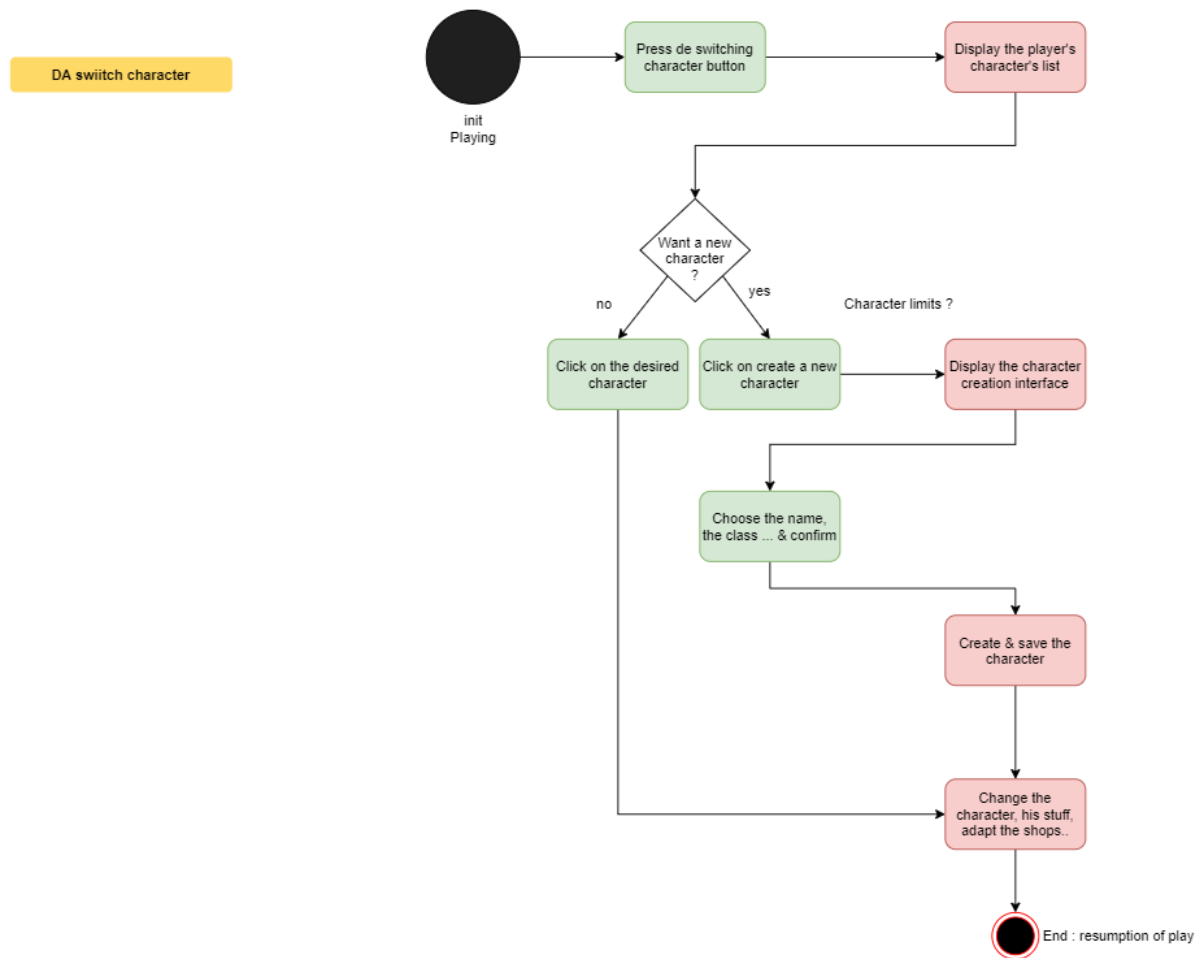 DA swiitch character
init
Playing
Press de switching
character button
Display the player's
character's list
Want a new
character
?
no
yes
Character limits ?
Click on the desired
character
Click on create a new
character
Display the character
creation interface
Choose the name,
the class ... & confirm
Create & save the
character
Change the
character, his stuff,
adapt the shops..
End : resumption of play